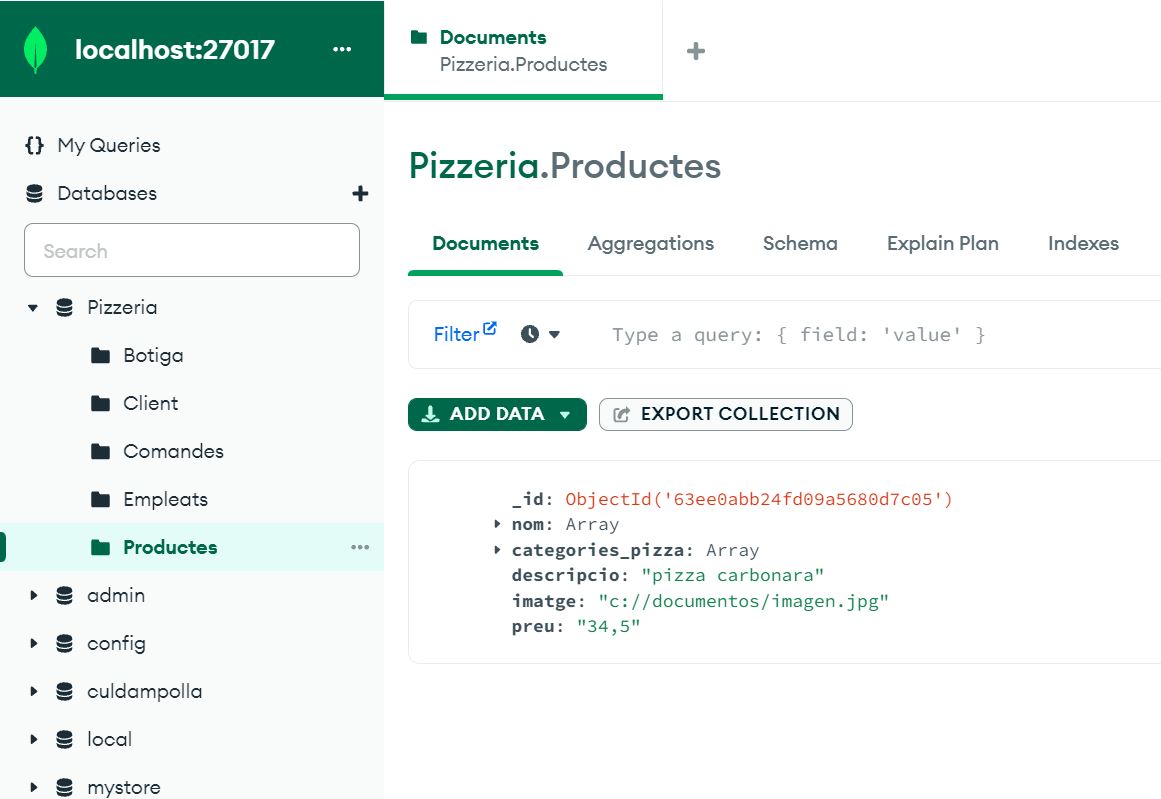 localhost:27017
Documents
Pizzeria.Productes
My Queries
Databases
Search
Pizzeria
Botiga
Client
Comandes
Empleats
Productes
admin
config
culdampolla
local
mystore
Pizzeria.Productes
Documents Aggregations Schema Explain Plan Indexes
Filter Type a query: { field: 'value' }
ADD DATA EXPORT COLLECTION
_id: ObjectId('63ee0abb24fd09a5680d7c05')
nom: Array
categories_pizza: Array
descripcio: "pizza carbonara"
imatge: "c://documentos/imagen.jpg"
preu: "34,5"